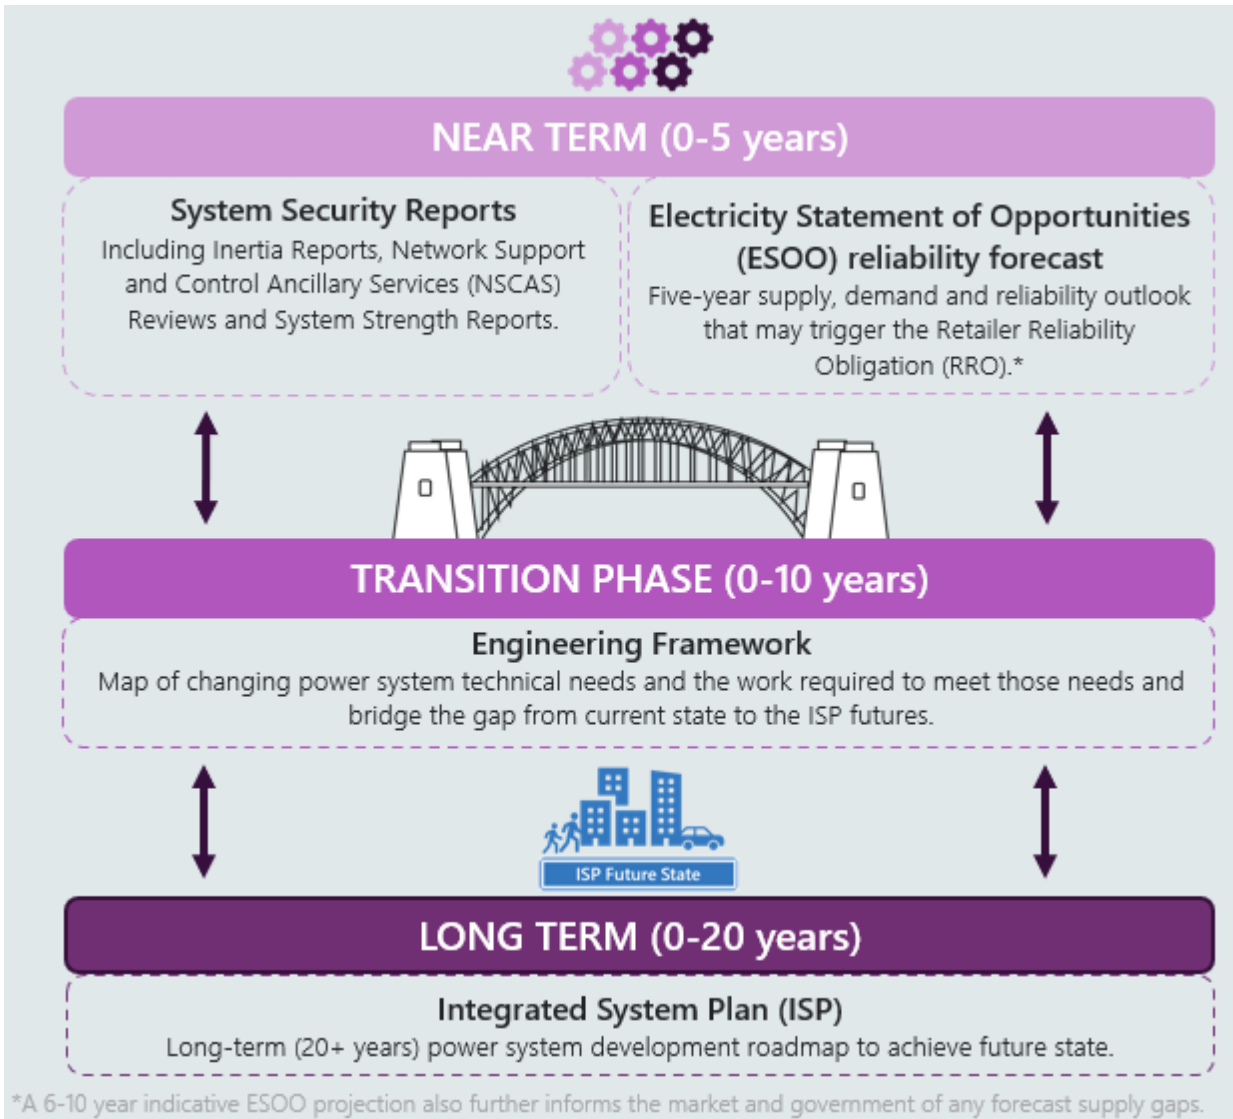 NEAR TERM (0-5 years)
System Security Reports
Including Inertia Reports, Network Support
and Control Ancillary Services (NSCAS)
Reviews and System Strength Reports.
Electricity Statement of Opportunities
(ESOO) reliability forecast
Five-year supply, demand and reliability outlook
that may trigger the Retailer Reliability
Obligation (RRO).*
TRANSITION PHASE (0-10 years)
Engineering Framework
Map of changing power system technical needs and the work required to meet those needs and
bridge the gap from current state to the ISP futures.
ISP Future State
LONG TERM (0-20 years)
Integrated System Plan (ISP)
Long-term (20+ years) power system development roadmap to achieve future state.
*A 6-10 year indicative ESOO projection also further informs the market and government of any forecast supply gaps.